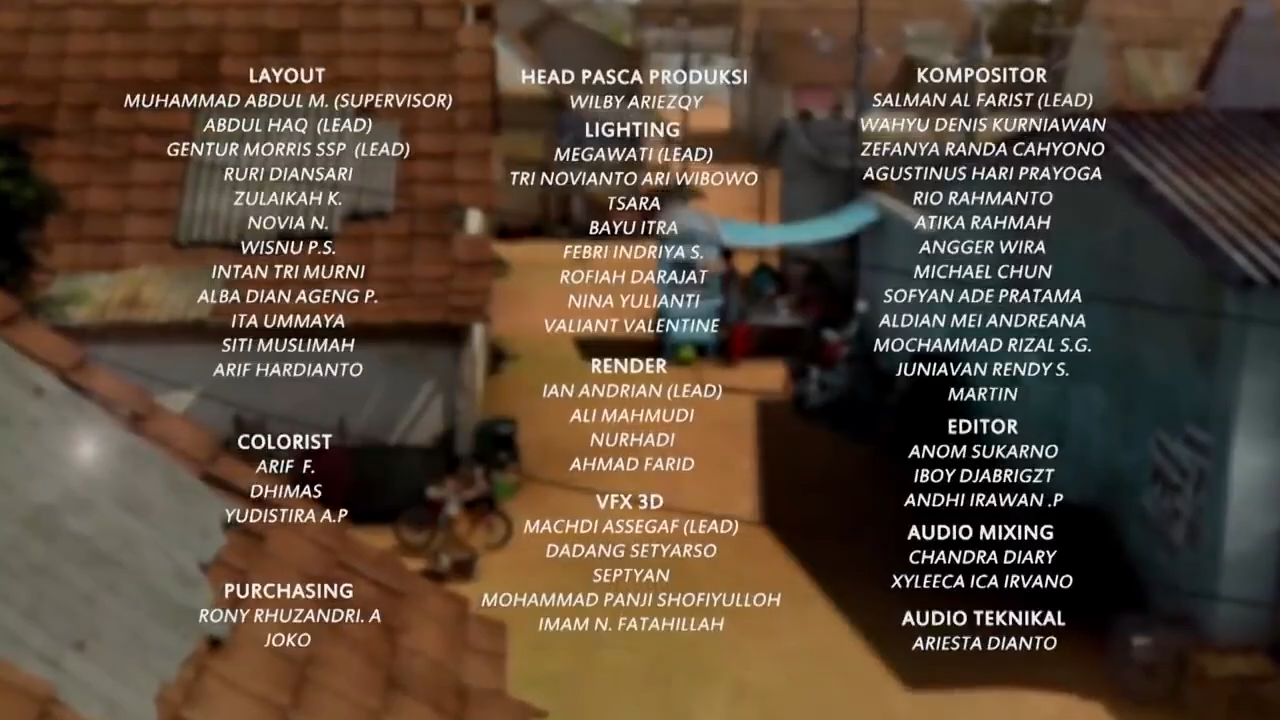 LAYOUT
MUHAMMAD ABDUL M. (SUPERVISOR)
ABDUL HAQ (LEAD)
GENTUR MORRIS SSP (LEAD)
RURI DIANSARI
ZULAIKAH K.
NOVIA N.
WISNU P.S.
INTAN TRI MURNI
ALBA DIAN AGENG P.
ITA UMMAYA
SITI MUSLIMAH
ARIF HARDIANTO
COLORIST
ARIF F.
DHIMAS
YUDISTIRA A.P
PURCHASING
RONY RHUZANDRI. A
JOKO
HEAD PASCA PRODUKSI
WILBY ARIEZQY
LIGHTING
MEGAWATI (LEAD)
TRI NOVIANTO ARI WIBOWO
TSARA
BAYU ITRA
FEBRI INDRIYA S.
ROFIAH DARAJAT
NINA YULIANTI
VALIANT VALENTINE
RENDER
IAN ANDRIAN (LEAD)
ALI MAHMUDI
NURHADI
AHMAD FARID
VFX 3D
MACHDI ASSEGAF (LEAD)
DADANG SETYARSO
SEPTYAN
MOHAMMAD PANJI SHOFIYULLOH
IMAM N. FATAHILLAH
KOMPOSITOR
SALMAN AL FARIST (LEAD)
WAHYU DENIS KURNIAWAN
ZEFANYA RANDA CAHYONO
AGUSTINUS HARI PRAYOGA
RIO RAHMANTO
ATIKA RAHMAH
ANGGER WIRA
MICHAEL CHUN
SOFYAN ADE PRATAMA
ALDIAN MEI ANDREANA
MOCHAMMAD RIZAL S.G.
JUNIAVAN RENDY S.
MARTIN
EDITOR
ANOM SUKARNO
IBOY DJABRIGZT
ANDHI IRAWAN .P
AUDIO MIXING
CHANDRA DIARY
XYLEECA ICA IRVANO
AUDIO TEKNIKAL
ARIESTA DIANTO